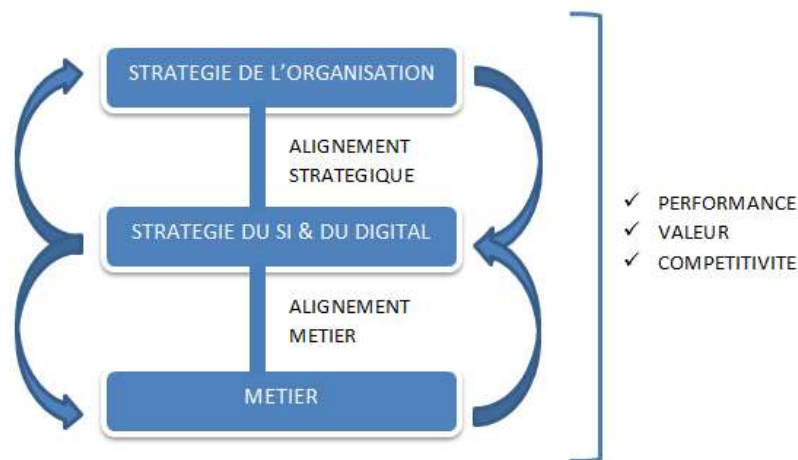 STRATEGIE DE L'ORGANISATION
ALIGNEMENT
STRATEGIQUE
STRATEGIE DU SI & DU DIGITAL
ALIGNEMENT
METIER
METIER
✓ PERFORMANCE
✓ VALEUR
✓ COMPETITIVITE